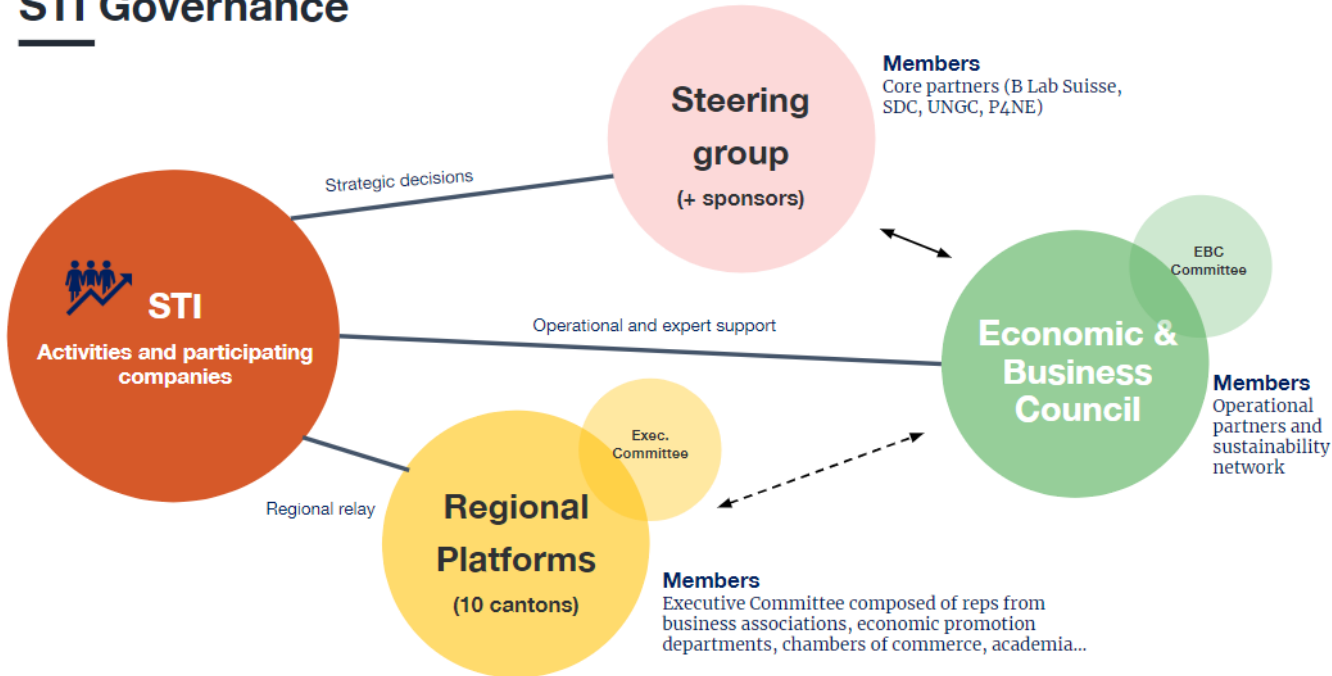 STI Governance
Steering
group
(+ sponsors)
Members
Core partners (B Lab Suisse,
SDC, UNGC, P4NE)
Strategic decisions
STI
Activities and participating
companies
Operational and expert support
EBC
Committee
Economic &
Business
Council
Members
Operational
partners and
sustainability
network
Regional relay
Exec.
Committee
Regional
Platforms
(10 cantons)
Members
Executive Committee composed of reps from
business associations, economic promotion
departments, chambers of commerce, academia...